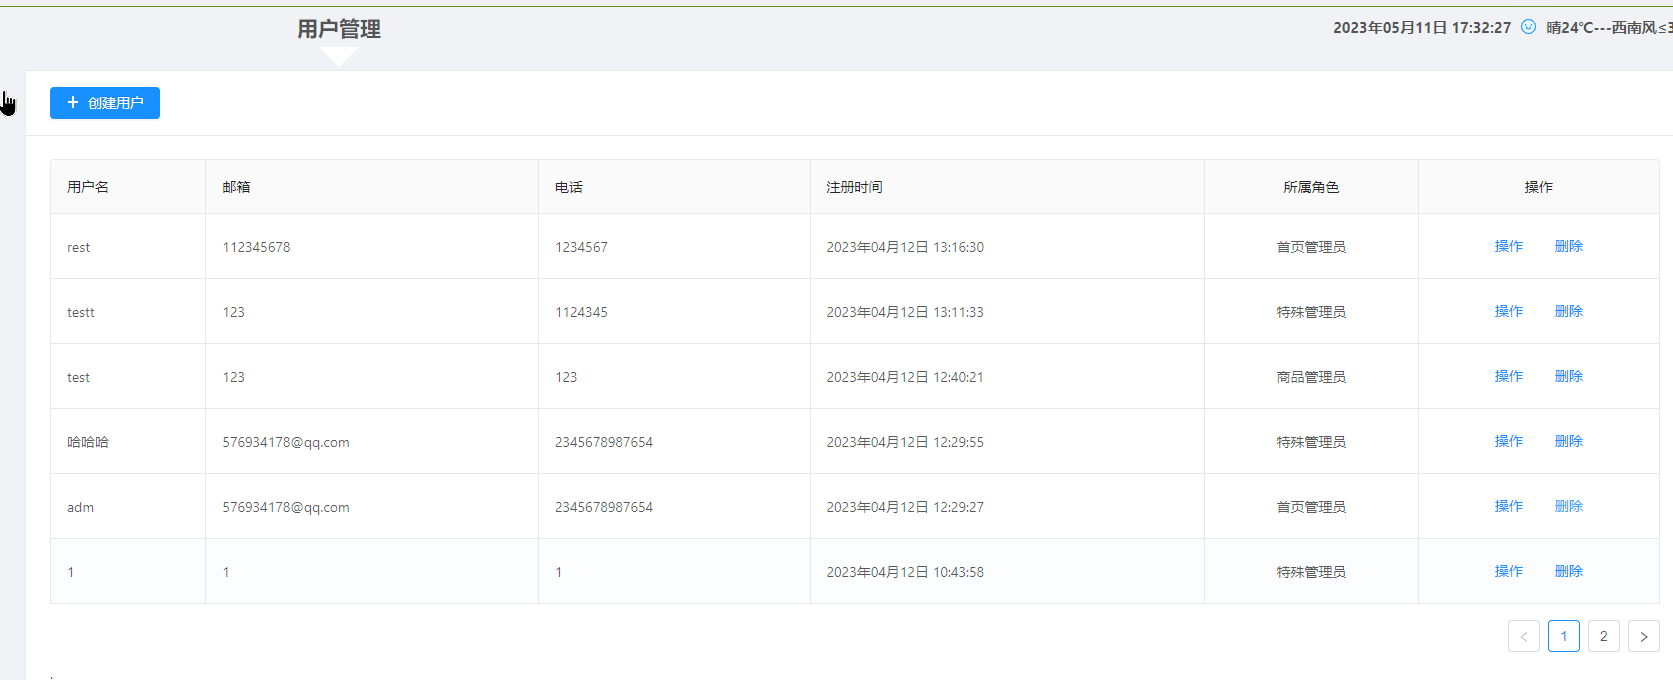 用户管理
2023年05月11日 17:32:27 晴24℃---西南风≤3
+ 创建用户
用户名 邮箱 电话 注册时间 所属角色 操作
rest 112345678 1234567 2023年04月12日 13:16:30 首页管理员 操作 删除
testt 123 1124345 2023年04月12日 13:11:33 特殊管理员 操作 删除
test 123 123 2023年04月12日 12:40:21 商品管理员 操作 删除
哈哈哈 576934178@qq.com 2345678987654 2023年04月12日 12:29:55 特殊管理员 操作 删除
adm 576934178@qq.com 2345678987654 2023年04月12日 12:29:27 首页管理员 操作 删除
1 1 1 2023年04月12日 10:43:58 特殊管理员 操作 删除
< 1 2 >